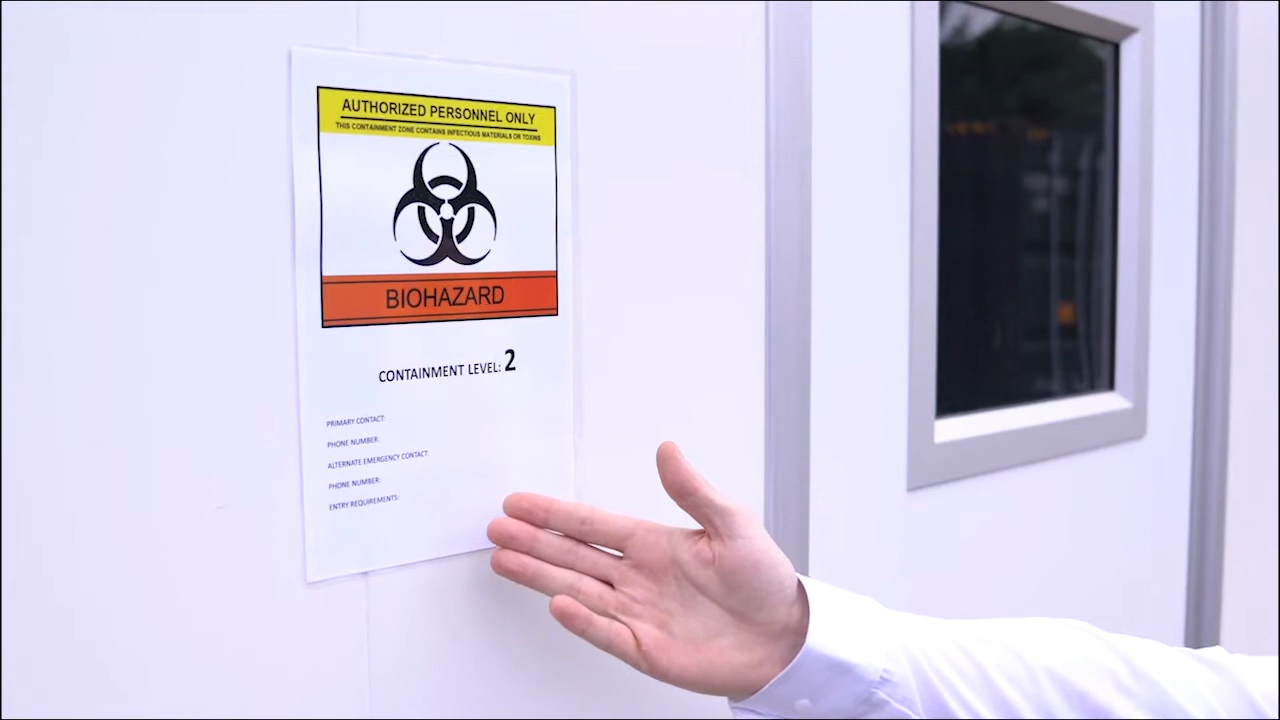 AUTHORIZED PERSONNEL ONLY
THIS CONTAINMENT ZONE CONTAINS INFECTIOUS MATERIALS OR TOXINS
BIOHAZARD
CONTAINMENT LEVEL: 2
PRIMARY CONTACT:
PHONE NUMBER:
ALTERNATE EMERGENCY CONTACT:
PHONE NUMBER:
ENTRY REQUIREMENTS: